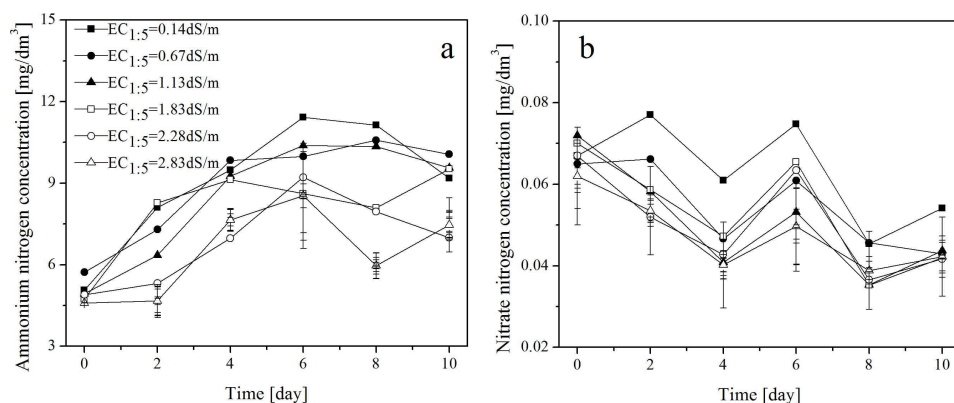 Ammonium nitrogen concentration [mg/dm³]
15
12
9
6
3
EC1:5=0.14dS/m
EC1:5=0.67dS/m
EC1:5=1.13dS/m
EC1:5=1.83dS/m
EC1:5=2.28dS/m
EC1:5=2.83dS/m
a
0 2 4 6 8 10
Time [day]
Nitrate nitrogen concentration [mg/dm³]
0.10
0.08
0.06
0.04
0.02
b
0 2 4 6 8 10
Time [day]